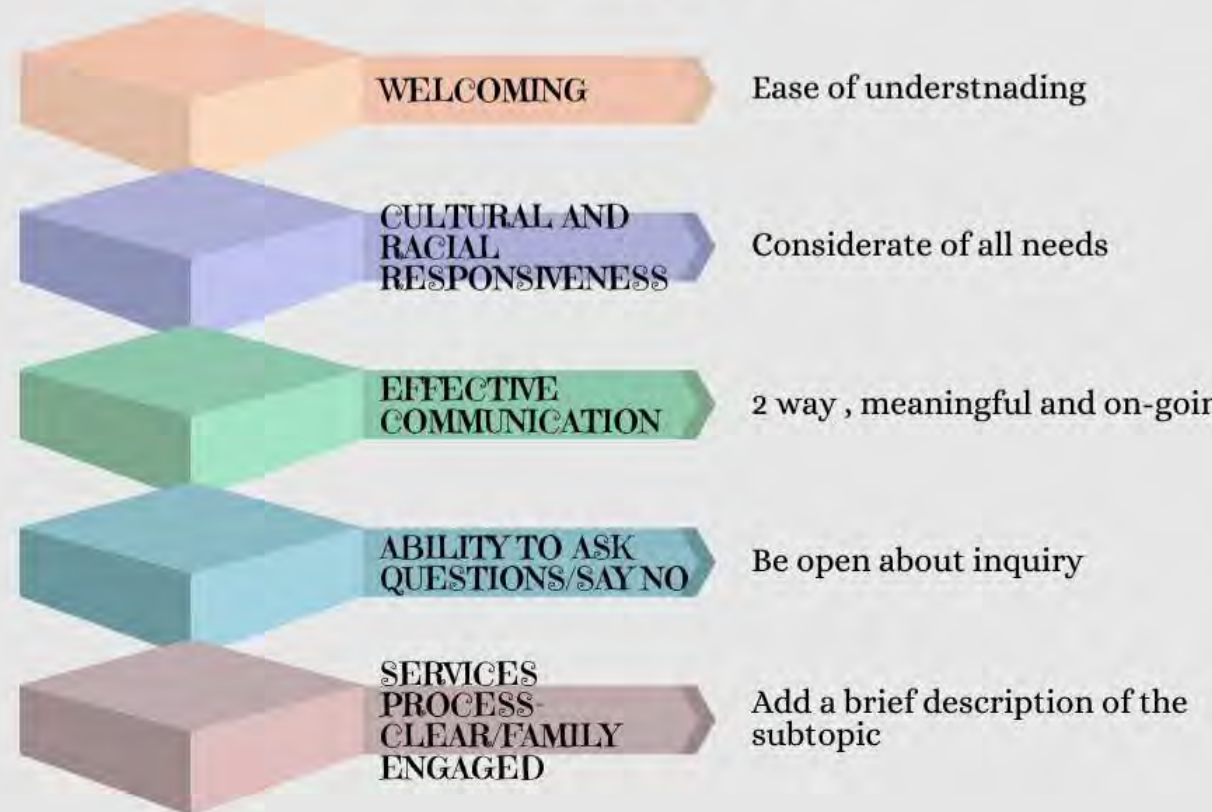 WELCOMING
Ease of understnading
CULTURAL AND
RACIAL
RESPONSIVENESS
Considerate of all needs
EFFECTIVE
COMMUNICATION
2 way , meaningful and on-goin
ABILITY TO ASK
QUESTIONS/SAY NO
Be open about inquiry
SERVICES
PROCESS-
CLEAR/FAMILY
ENGAGED
Add a brief description of the
subtopic